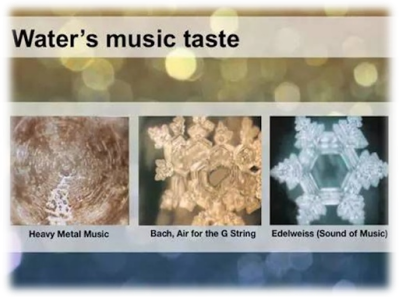 Water's music taste
Heavy Metal Music
Bach, Air for the G String
Edelweiss (Sound of Music)